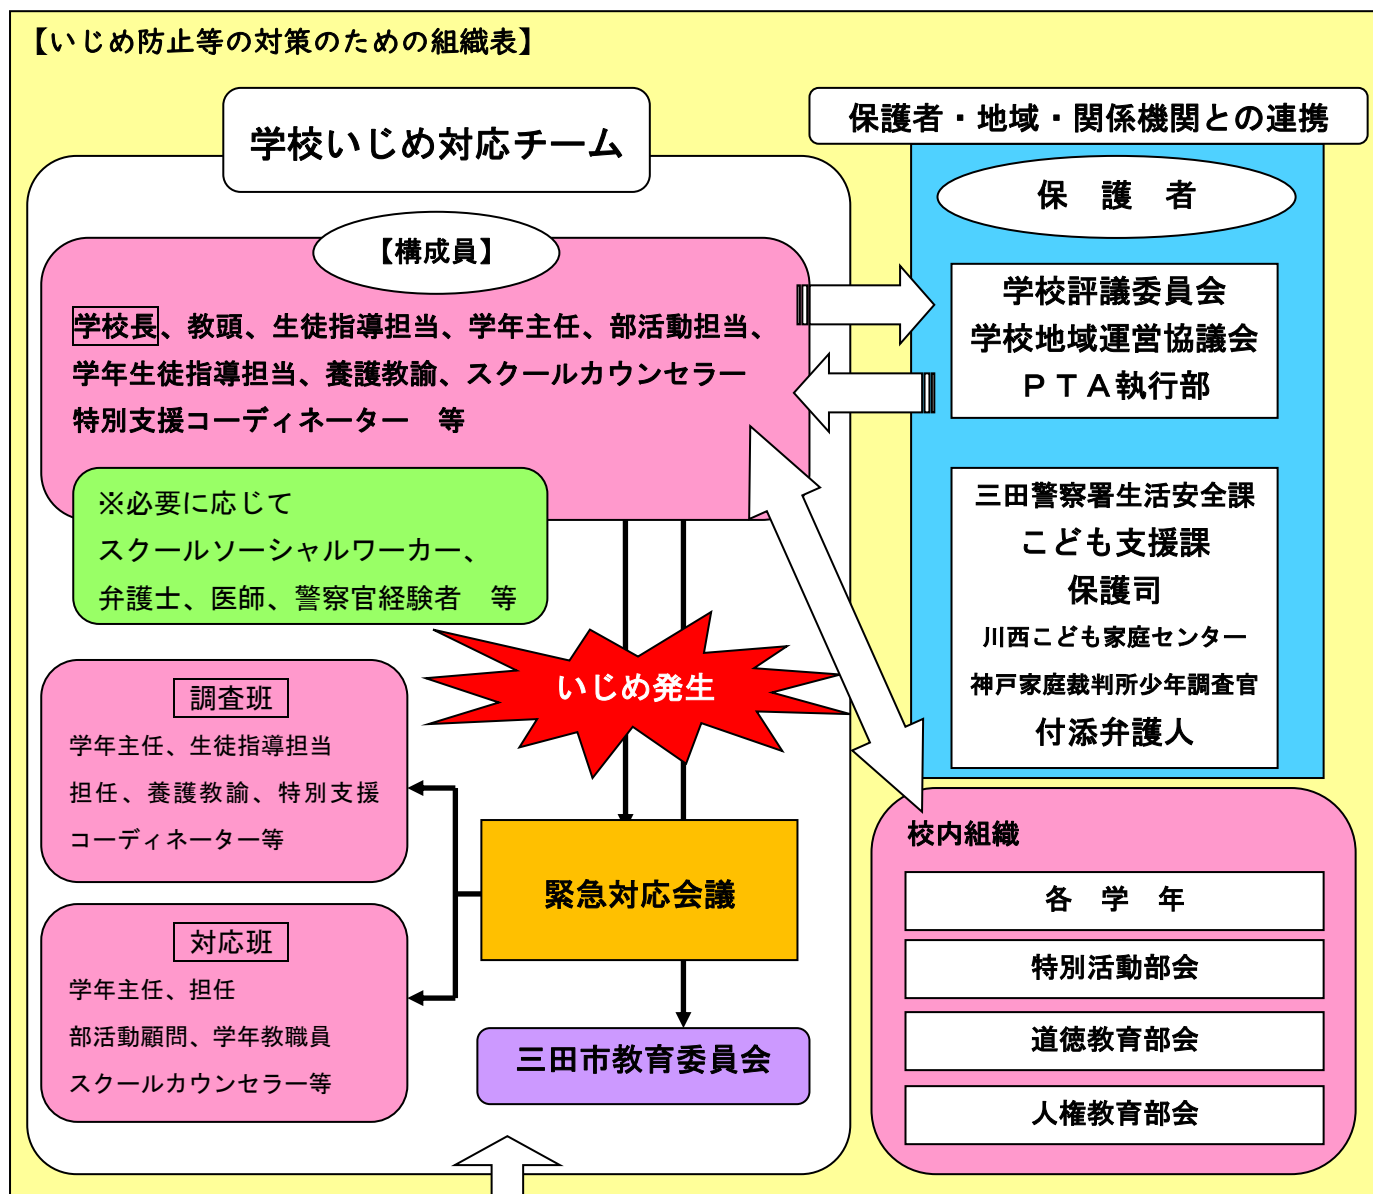 【いじめ防止等の対策のための組織表】
学校いじめ対応チーム
【構成員】
学校長、教頭、生徒指導担当、学年主任、部活動担当、
学年生徒指導担当、養護教諭、スクールカウンセラー
特別支援コーディネーター　等
※必要に応じて
スクールソーシャルワーカー、
弁護士、医師、警察官経験者　等
いじめ発生
調査班
学年主任、生徒指導担当
担任、養護教諭、特別支援
コーディネーター等
対応班
学年主任、担任
部活動顧問、学年教職員
スクールカウンセラー等
緊急対応会議
三田市教育委員会
保護者・地域・関係機関との連携
保　護　者
学校評議委員会
学校地域運営協議会
ＰＴＡ執行部
三田警察署生活安全課
こども支援課
保護司
川西こども家庭センター
神戸家庭裁判所少年調査官
付添弁護人
校内組織
各　学　年
特別活動部会
道徳教育部会
人権教育部会